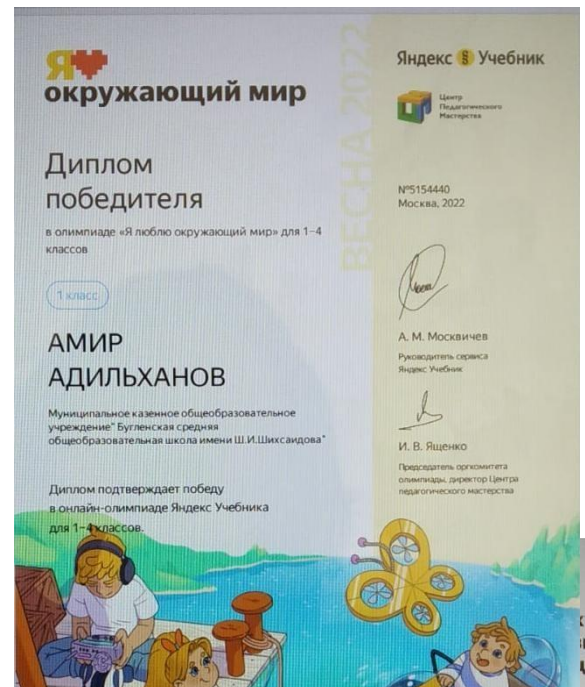 Я
окружающий мир
Диплом
победителя
в олимпиаде «Я люблю окружающий мир» для 1–4
классов
1 класс
АМИР
АДИЛЬХАНОВ
Муниципальное казенное общеобразовательное
учреждение" Бугленская средняя
общеобразовательная школа имени Ш.И.Шихсаидова"
Диплом подтверждает победу
в онлайн-олимпиаде Яндекс Учебника
для 1–4 классов.
ВЕСНА 2022
Яндекс § Учебник
Центр
Педагогического
Мастерства
№5154440
Москва, 2022
А. М. Москвичев
Руководитель сервиса
Яндекс Учебник
И. В. Ященко
Председатель оргкомитета
олимпиады, директор Центра
педагогического мастерства